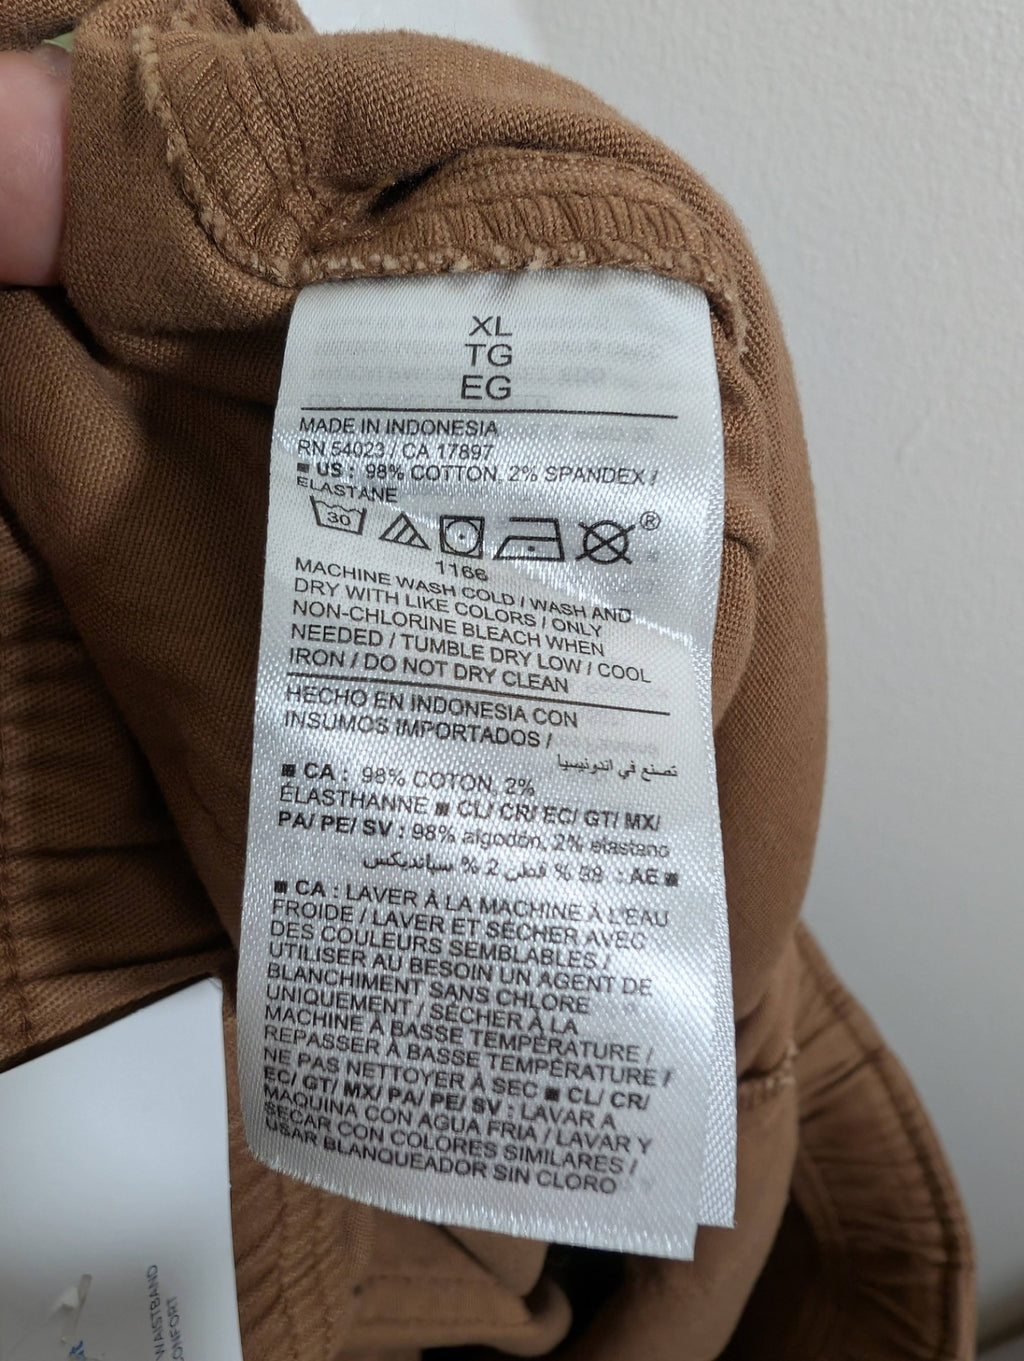 XL
TG
EG
MADE IN INDONESIA
RN 54023 / CA 17897
■ US : 98% COTTON, 2% SPANDEX /
ELASTANE
30 ®
1166
MACHINE WASH COLD / WASH AND
DRY WITH LIKE COLORS / ONLY
NON-CHLORINE BLEACH WHEN
NEEDED / TUMBLE DRY LOW / COOL
IRON / DO NOT DRY CLEAN
HECHO EN INDONESIA CON
INSUMOS IMPORTADOS /
تصنع في اندونيسيا
■ CA : 98% COTON, 2%
ÉLASTHANNE ■ CL/ CR/ EC/ GT/ MX/
PA/ PE/ SV : 98% algodón, 2% elastano
■ AE : 98 % قطن 2 % سباندیکس
■ CA : LAVER À LA MACHINE À L'EAU
FROIDE / LAVER ET SÉCHER AVEC
DES COULEURS SEMBLABLES /
UTILISER AU BESOIN UN AGENT DE
BLANCHIMENT SANS CHLORE
UNIQUEMENT / SÉCHER À LA
MACHINE À BASSE TEMPÉRATURE /
REPASSER À BASSE TEMPÉRATURE /
NE PAS NETTOYER À SEC ■ CL/ CR/
EC/ GT/ MX/ PA/ PE/ SV : LAVAR A
MAQUINA CON AGUA FRIA / LAVAR Y
SECAR CON COLORES SIMILARES /
USAR BLANQUEADOR SIN CLORO
WAISTBAND